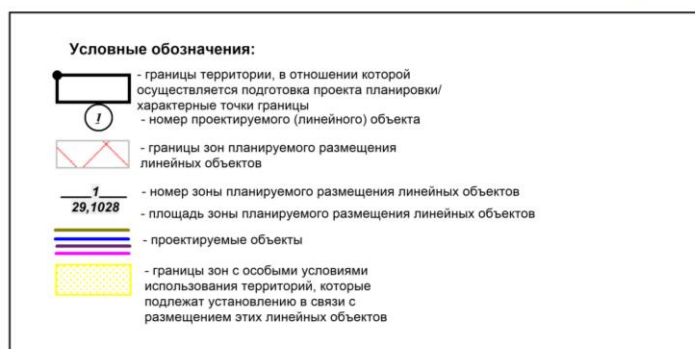 Условные обозначения:
- границы территории, в отношении которой
осуществляется подготовка проекта планировки/
характерные точки границы
! - номер проектируемого (линейного) объекта
- границы зон планируемого размещения
линейных объектов
1 - номер зоны планируемого размещения линейных объектов
29,1028 - площадь зоны планируемого размещения линейных объектов
- проектируемые объекты
- границы зон с особыми условиями
использования территорий, которые
подлежат установлению в связи с
размещением этих линейных объектов